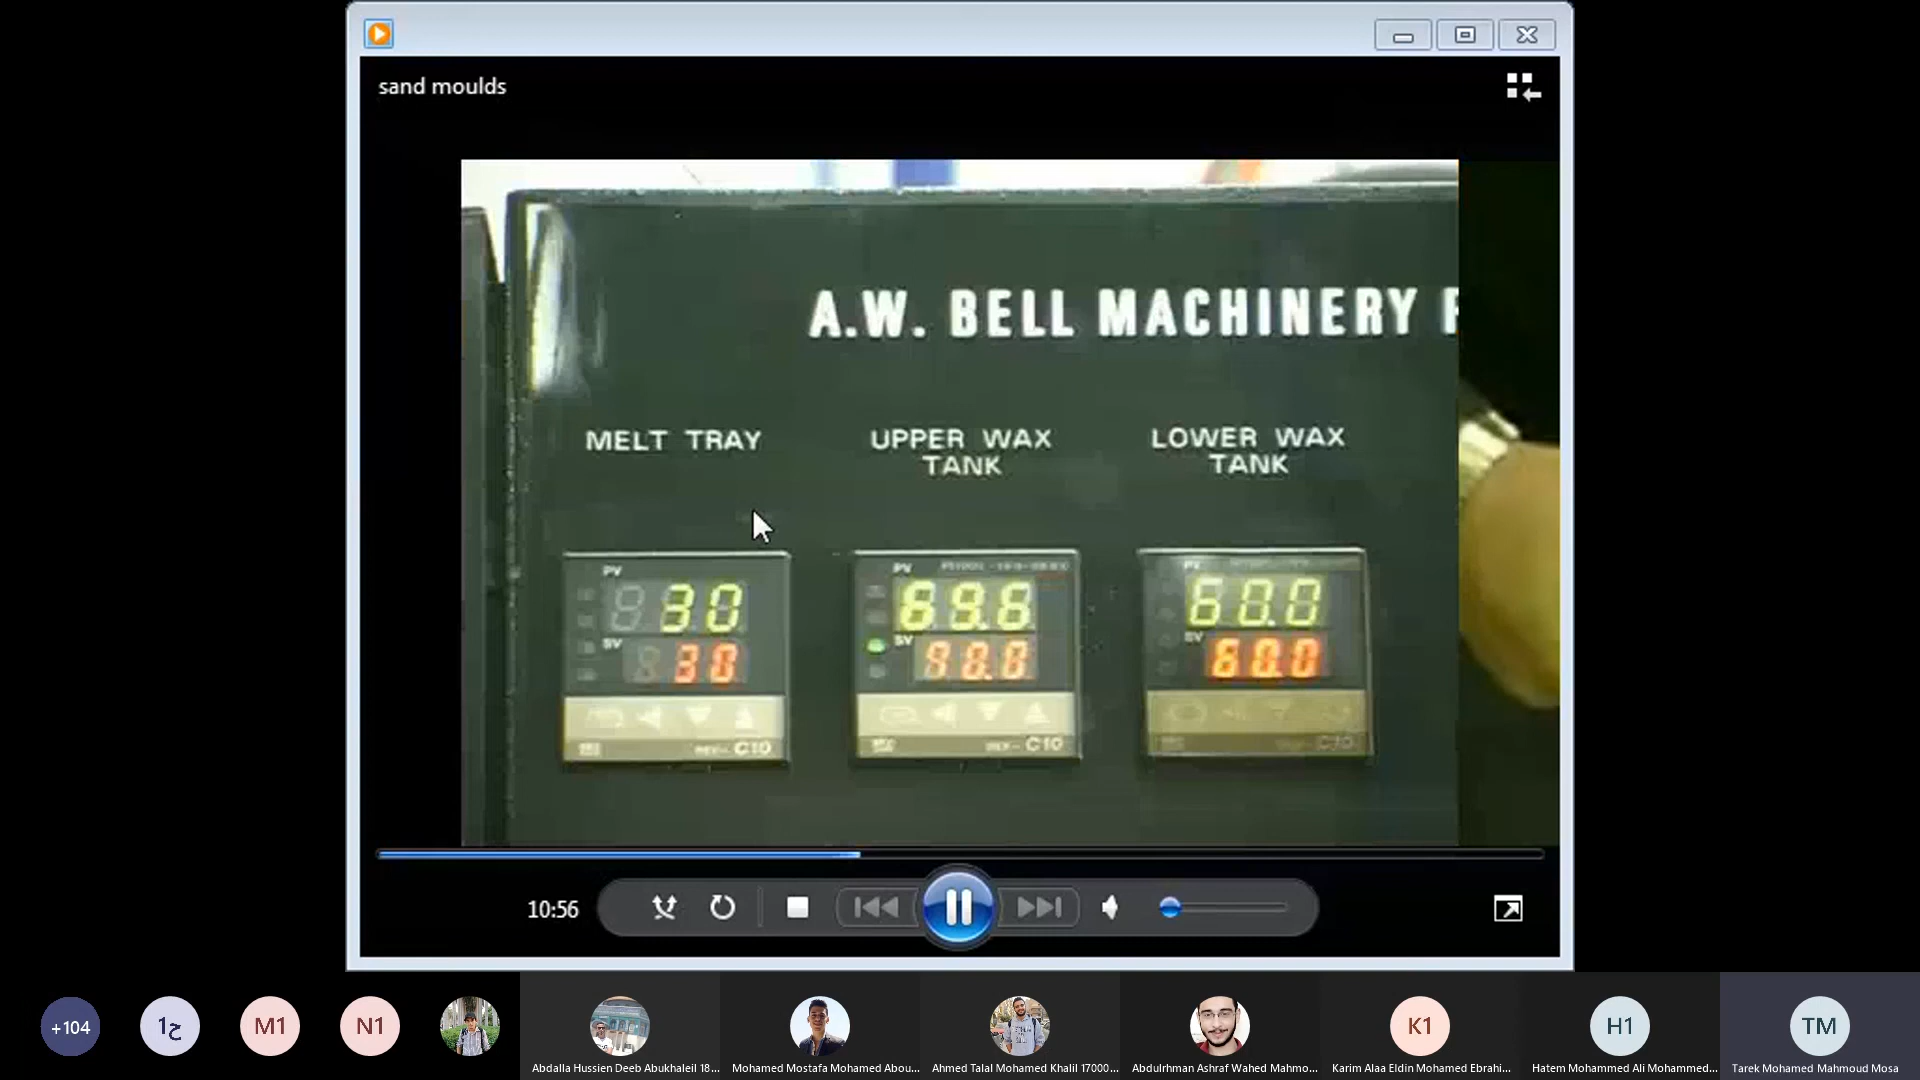 sand moulds
A.W. BELL MACHINERY
MELT TRAY
UPPER WAX
TANK
LOWER WAX
TANK
PV
30
SV
30
PV
69.6
SV
PV
60.0
SV
60.0
C10
C10
C10
10:56
+104
ح1
M1
N1
K1
H1
TM
Abdalla Hussien Deeb Abukhaleil 18...
Mohamed Mostafa Mohamed Abou...
Ahmed Talal Mohamed Khalil 17000...
Abdulrhman Ashraf Wahed Mahmo...
Karim Alaa Eldin Mohamed Ebrahi...
Hatem Mohammed Ali Mohammed...
Tarek Mohamed Mahmoud Mosa